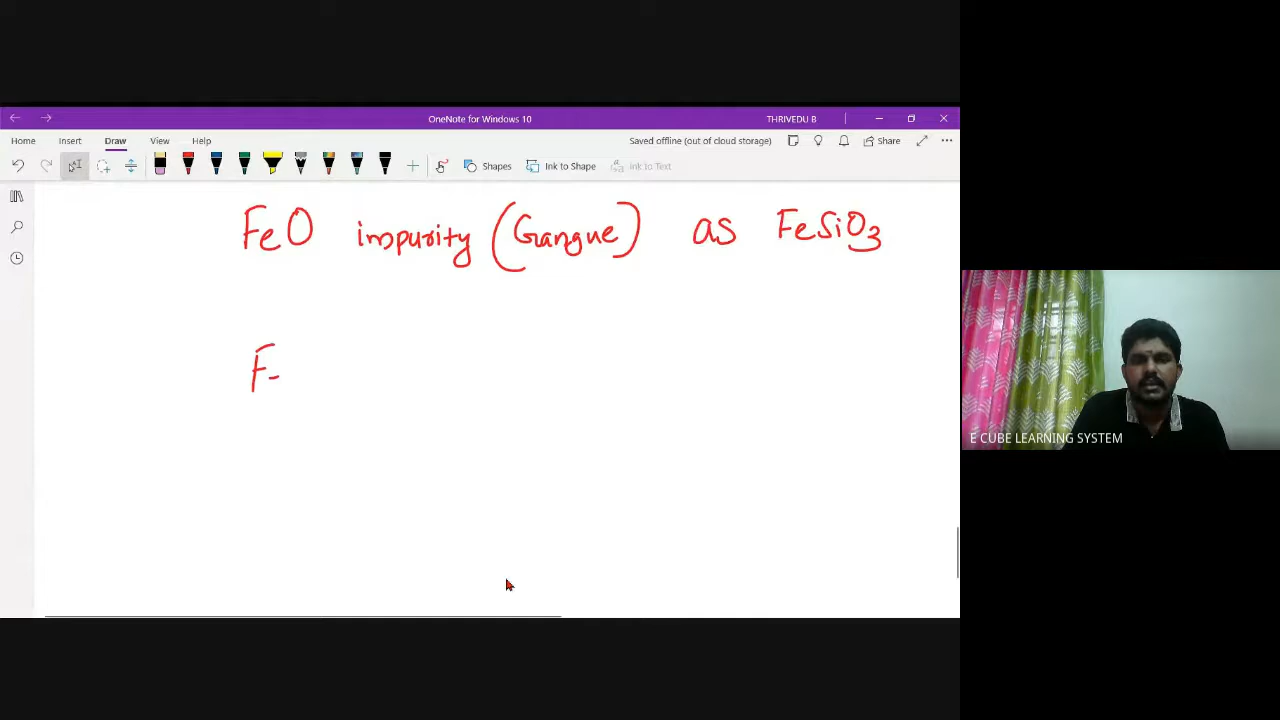 OneNote for Windows 10
THRIVEDU B
Home Insert Draw View Help
Saved offline (out of cloud storage)
Share
Shapes
Ink to Shape
Ink to Text
FeO impurity (Gangue) as FeSiO3
F-
E CUBE LEARNING SYSTEM